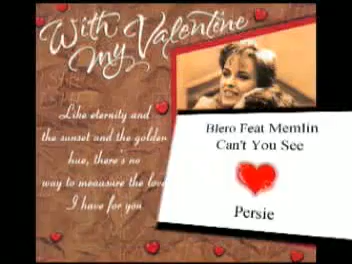 With
My Valentine
Like eternity and
the sunset and the golden
hue, there's no
way to measure the love
I have for you
Blero Feat Memlin
Can't You See
Persie